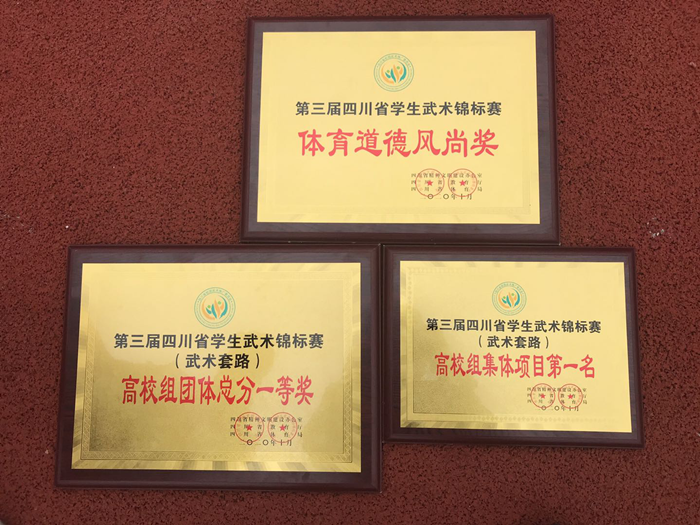 第三届四川省学生武术锦标赛
体育道德风尚奖
第三届四川省学生武术锦标赛
（武术套路）
高校组团体总分一等奖
第三届四川省学生武术锦标赛
（武术套路）
高校组集体项目第一名